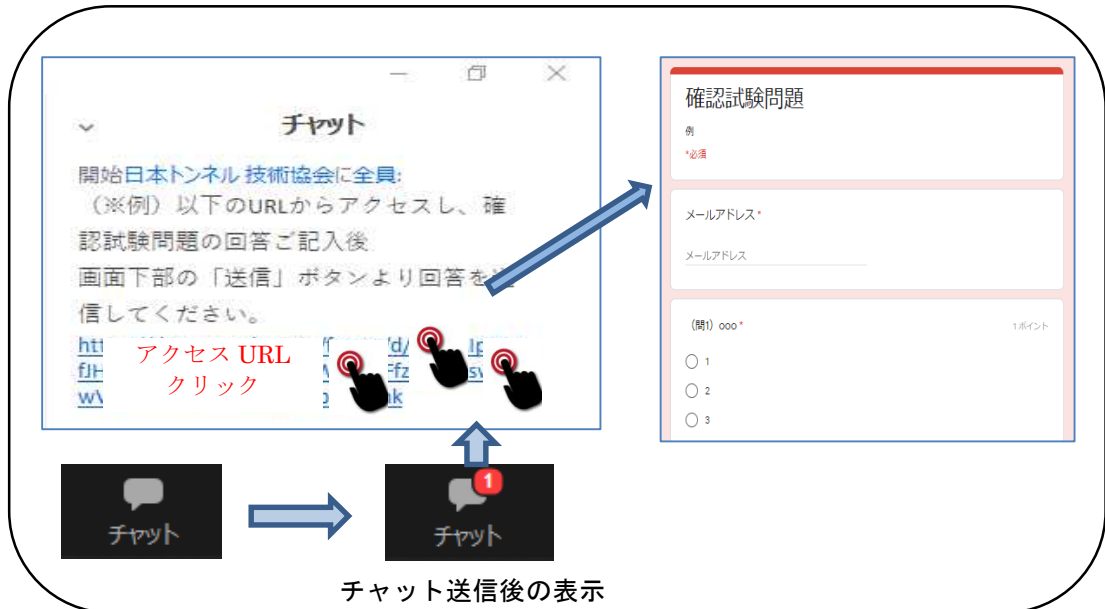 チャット
開始日本トンネル技術協会に全員:
(※例) 以下のURLからアクセスし、確
認試験問題の回答ご記入後
画面下部の「送信」ボタンより回答を
信してください。
アクセス URL
クリック
チャット
1
チャット
チャット送信後の表示
確認試験問題
例
*必須
メールアドレス*
メールアドレス
(問1) ooo*
1ポイント
1
2
3